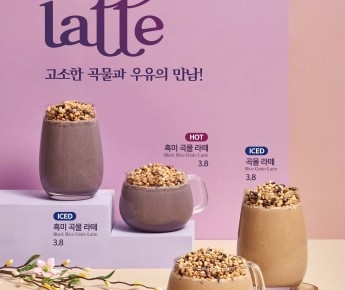 latte
고소한 곡물과 우유의 만남!
HOT
흑미 곡물 라떼
Black Rice Grain Latte
3.8
ICED
곡물 라떼
Grain Latte
3.8
ICED
흑미 곡물 라떼
Black Rice Grain Latte
3.8